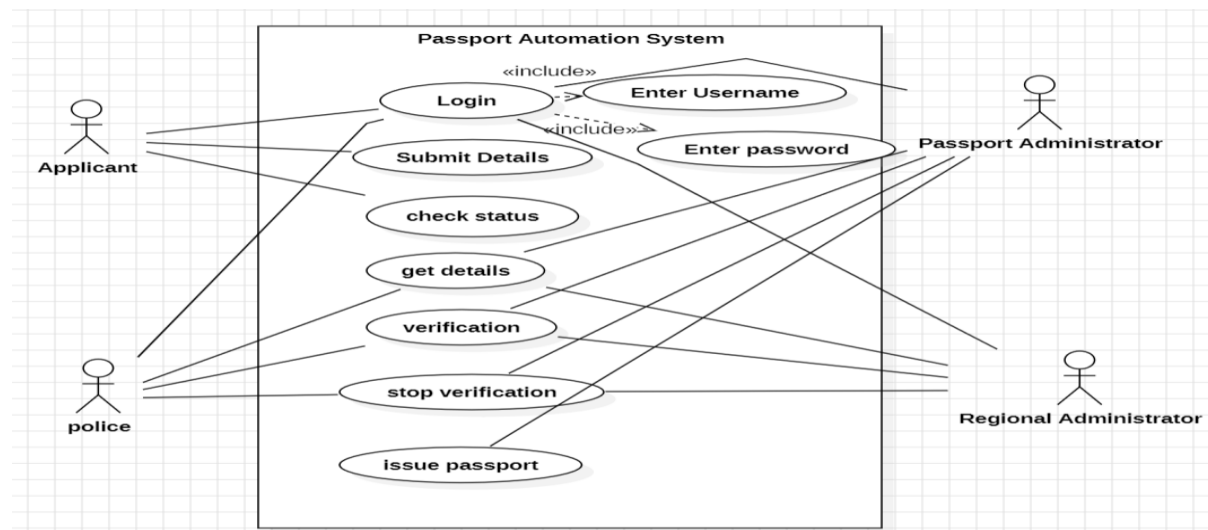 Passport Automation System
«include»
Login
Enter Username
«include»
Enter password
Submit Details
Applicant
Passport Administrator
check status
get details
verification
stop verification
police
Regional Administrator
issue passport